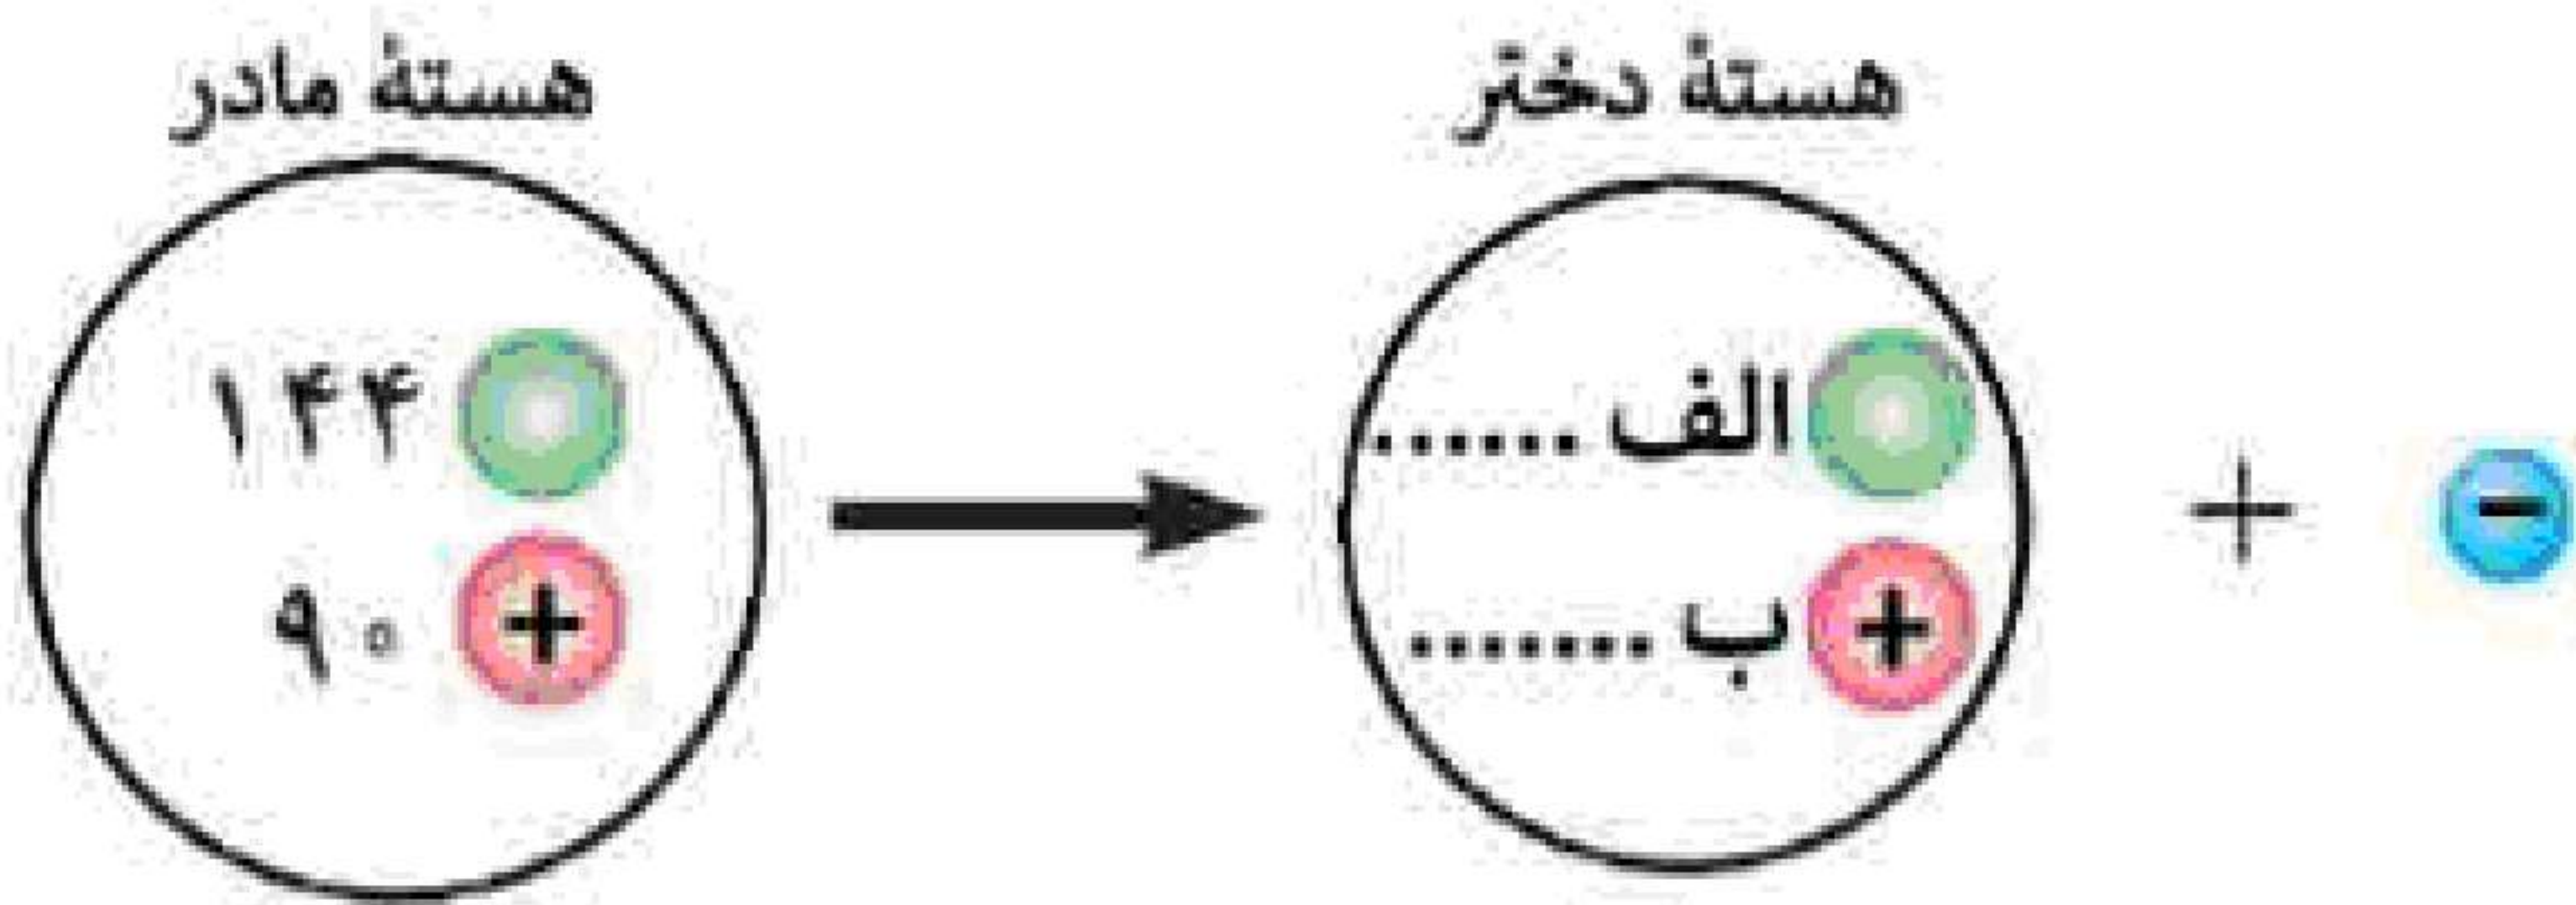 هستهٔ مادر
۱۴۴
+
۹۰
هستهٔ دختر
الف ......
+
ب .......
+
−